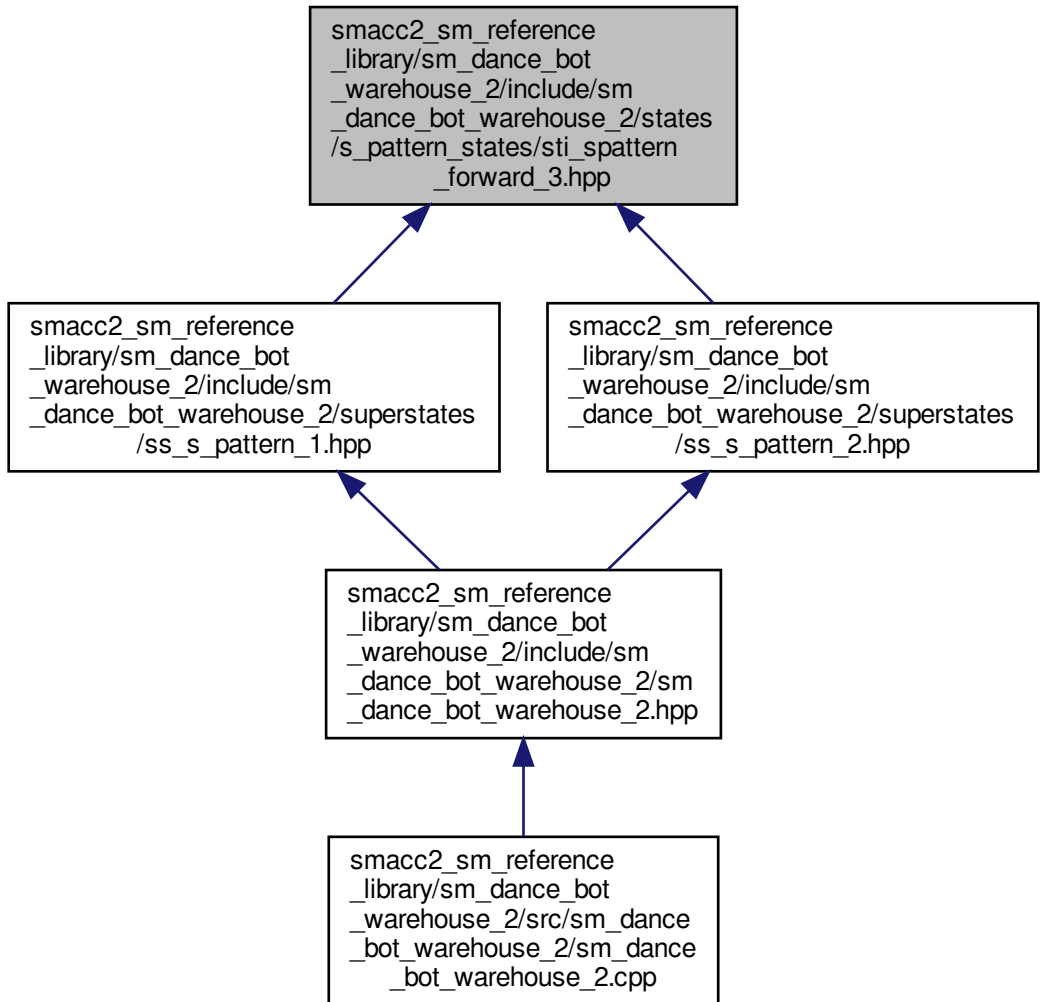 smacc2_sm_reference
_library/sm_dance_bot
_warehouse_2/include/sm
_dance_bot_warehouse_2/states
/s_pattern_states/sti_spattern
_forward_3.hpp
smacc2_sm_reference
_library/sm_dance_bot
_warehouse_2/include/sm
_dance_bot_warehouse_2/superstates
/ss_s_pattern_1.hpp
smacc2_sm_reference
_library/sm_dance_bot
_warehouse_2/include/sm
_dance_bot_warehouse_2/superstates
/ss_s_pattern_2.hpp
smacc2_sm_reference
_library/sm_dance_bot
_warehouse_2/include/sm
_dance_bot_warehouse_2/sm
_dance_bot_warehouse_2.hpp
smacc2_sm_reference
_library/sm_dance_bot
_warehouse_2/src/sm_dance
_bot_warehouse_2/sm_dance
_bot_warehouse_2.cpp